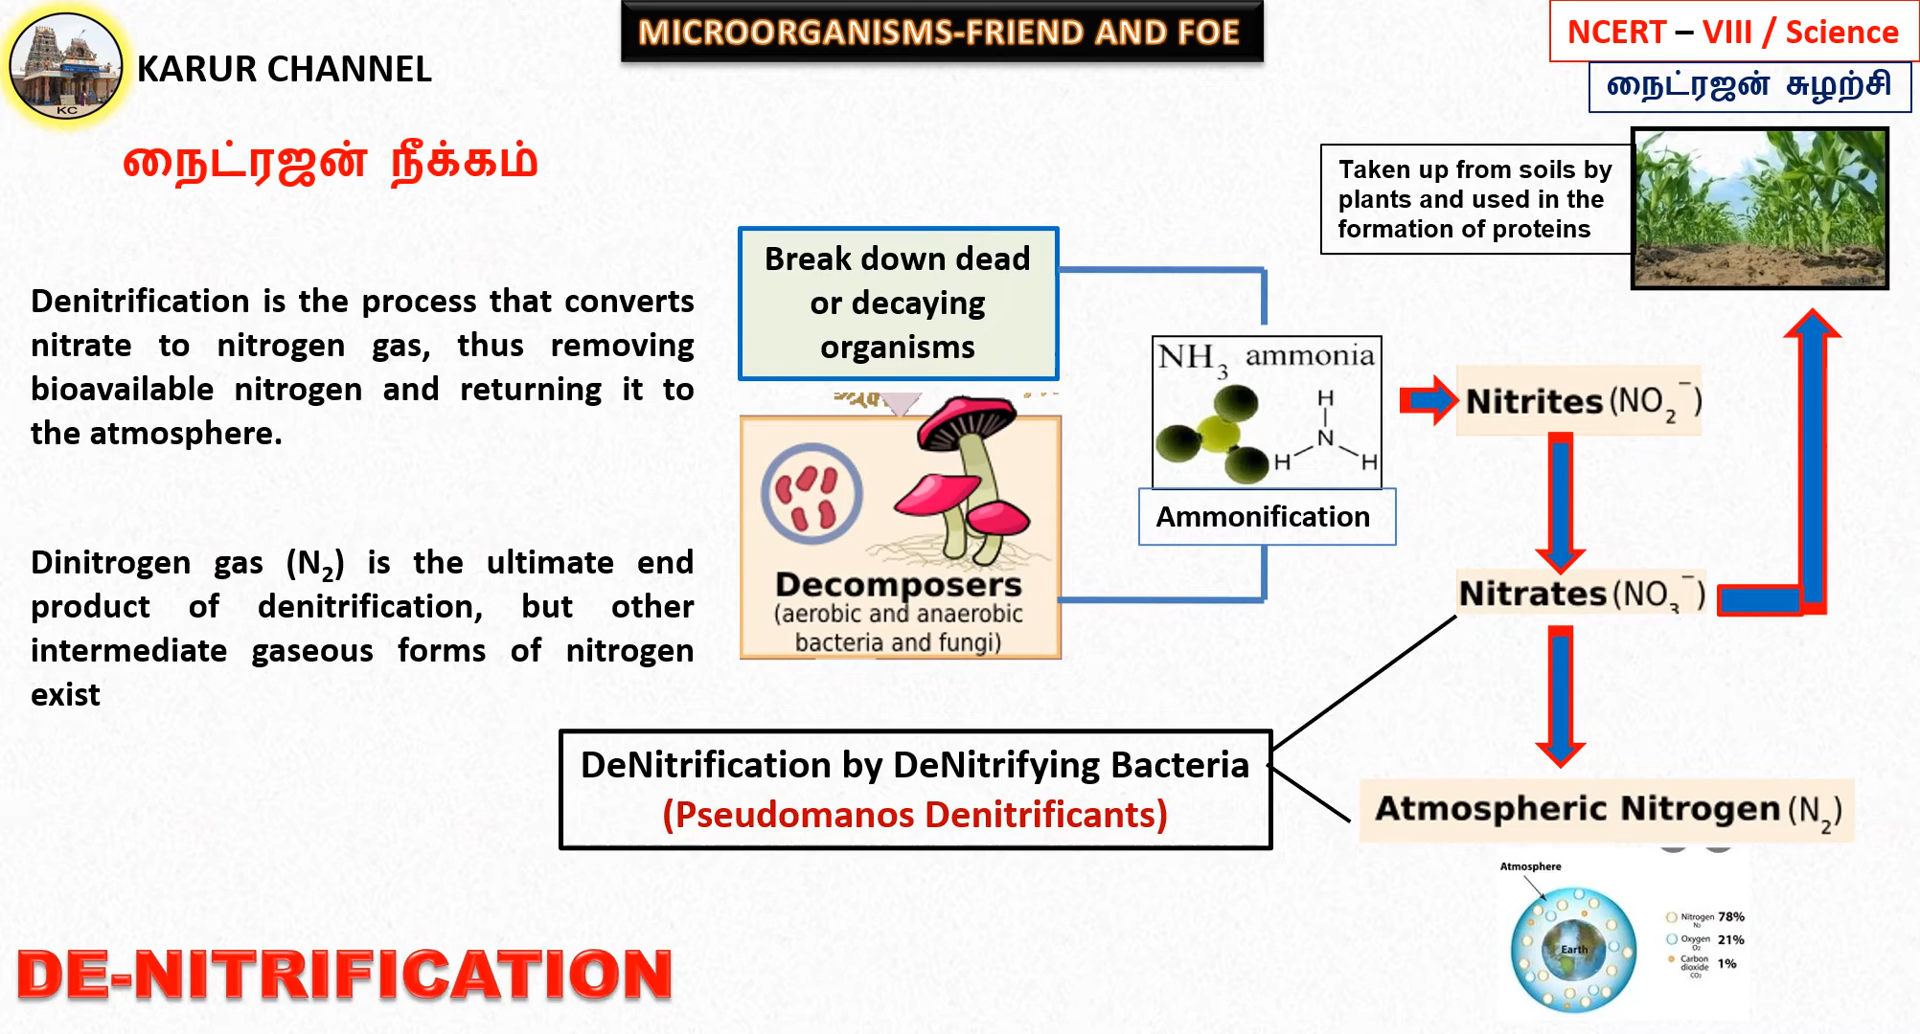 MICROORGANISMS-FRIEND AND FOE
NCERT – VIII / Science
நைட்ரஜன் சுழற்சி
KC
KARUR CHANNEL
நைட்ரஜன் நீக்கம்
Taken up from soils by
plants and used in the
formation of proteins
Denitrification is the process that converts
nitrate to nitrogen gas, thus removing
bioavailable nitrogen and returning it to
the atmosphere.
Dinitrogen gas (N2) is the ultimate end
product of denitrification, but other
intermediate gaseous forms of nitrogen
exist
Break down dead
or decaying
organisms
Decomposers
(aerobic and anaerobic
bacteria and fungi)
NH3 ammonia
H
N
H H
Ammonification
Nitrites (NO2−)
Nitrates (NO3−)
DeNitrification by DeNitrifying Bacteria
(Pseudomanos Denitrificants)
Atmospheric Nitrogen (N2)
Atmosphere
Earth
Nitrogen 78%
N2
Oxygen 21%
O2
Carbon
dioxide 1%
CO2
DE-NITRIFICATION